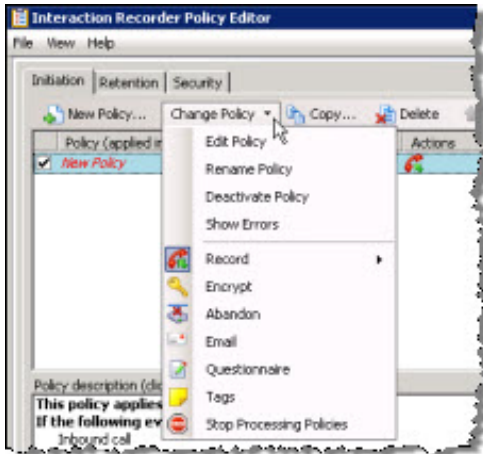 Interaction Recorder Policy Editor
File View Help
Initiation Retention Security
New Policy... Change Policy Copy... Delete
Policy (applied in Actions
New Policy
Edit Policy
Rename Policy
Deactivate Policy
Show Errors
Record
Encrypt
Abandon
Email
Questionnaire
Tags
Stop Processing Policies
Policy description (clic
This policy applies
If the following ev
Inbound call